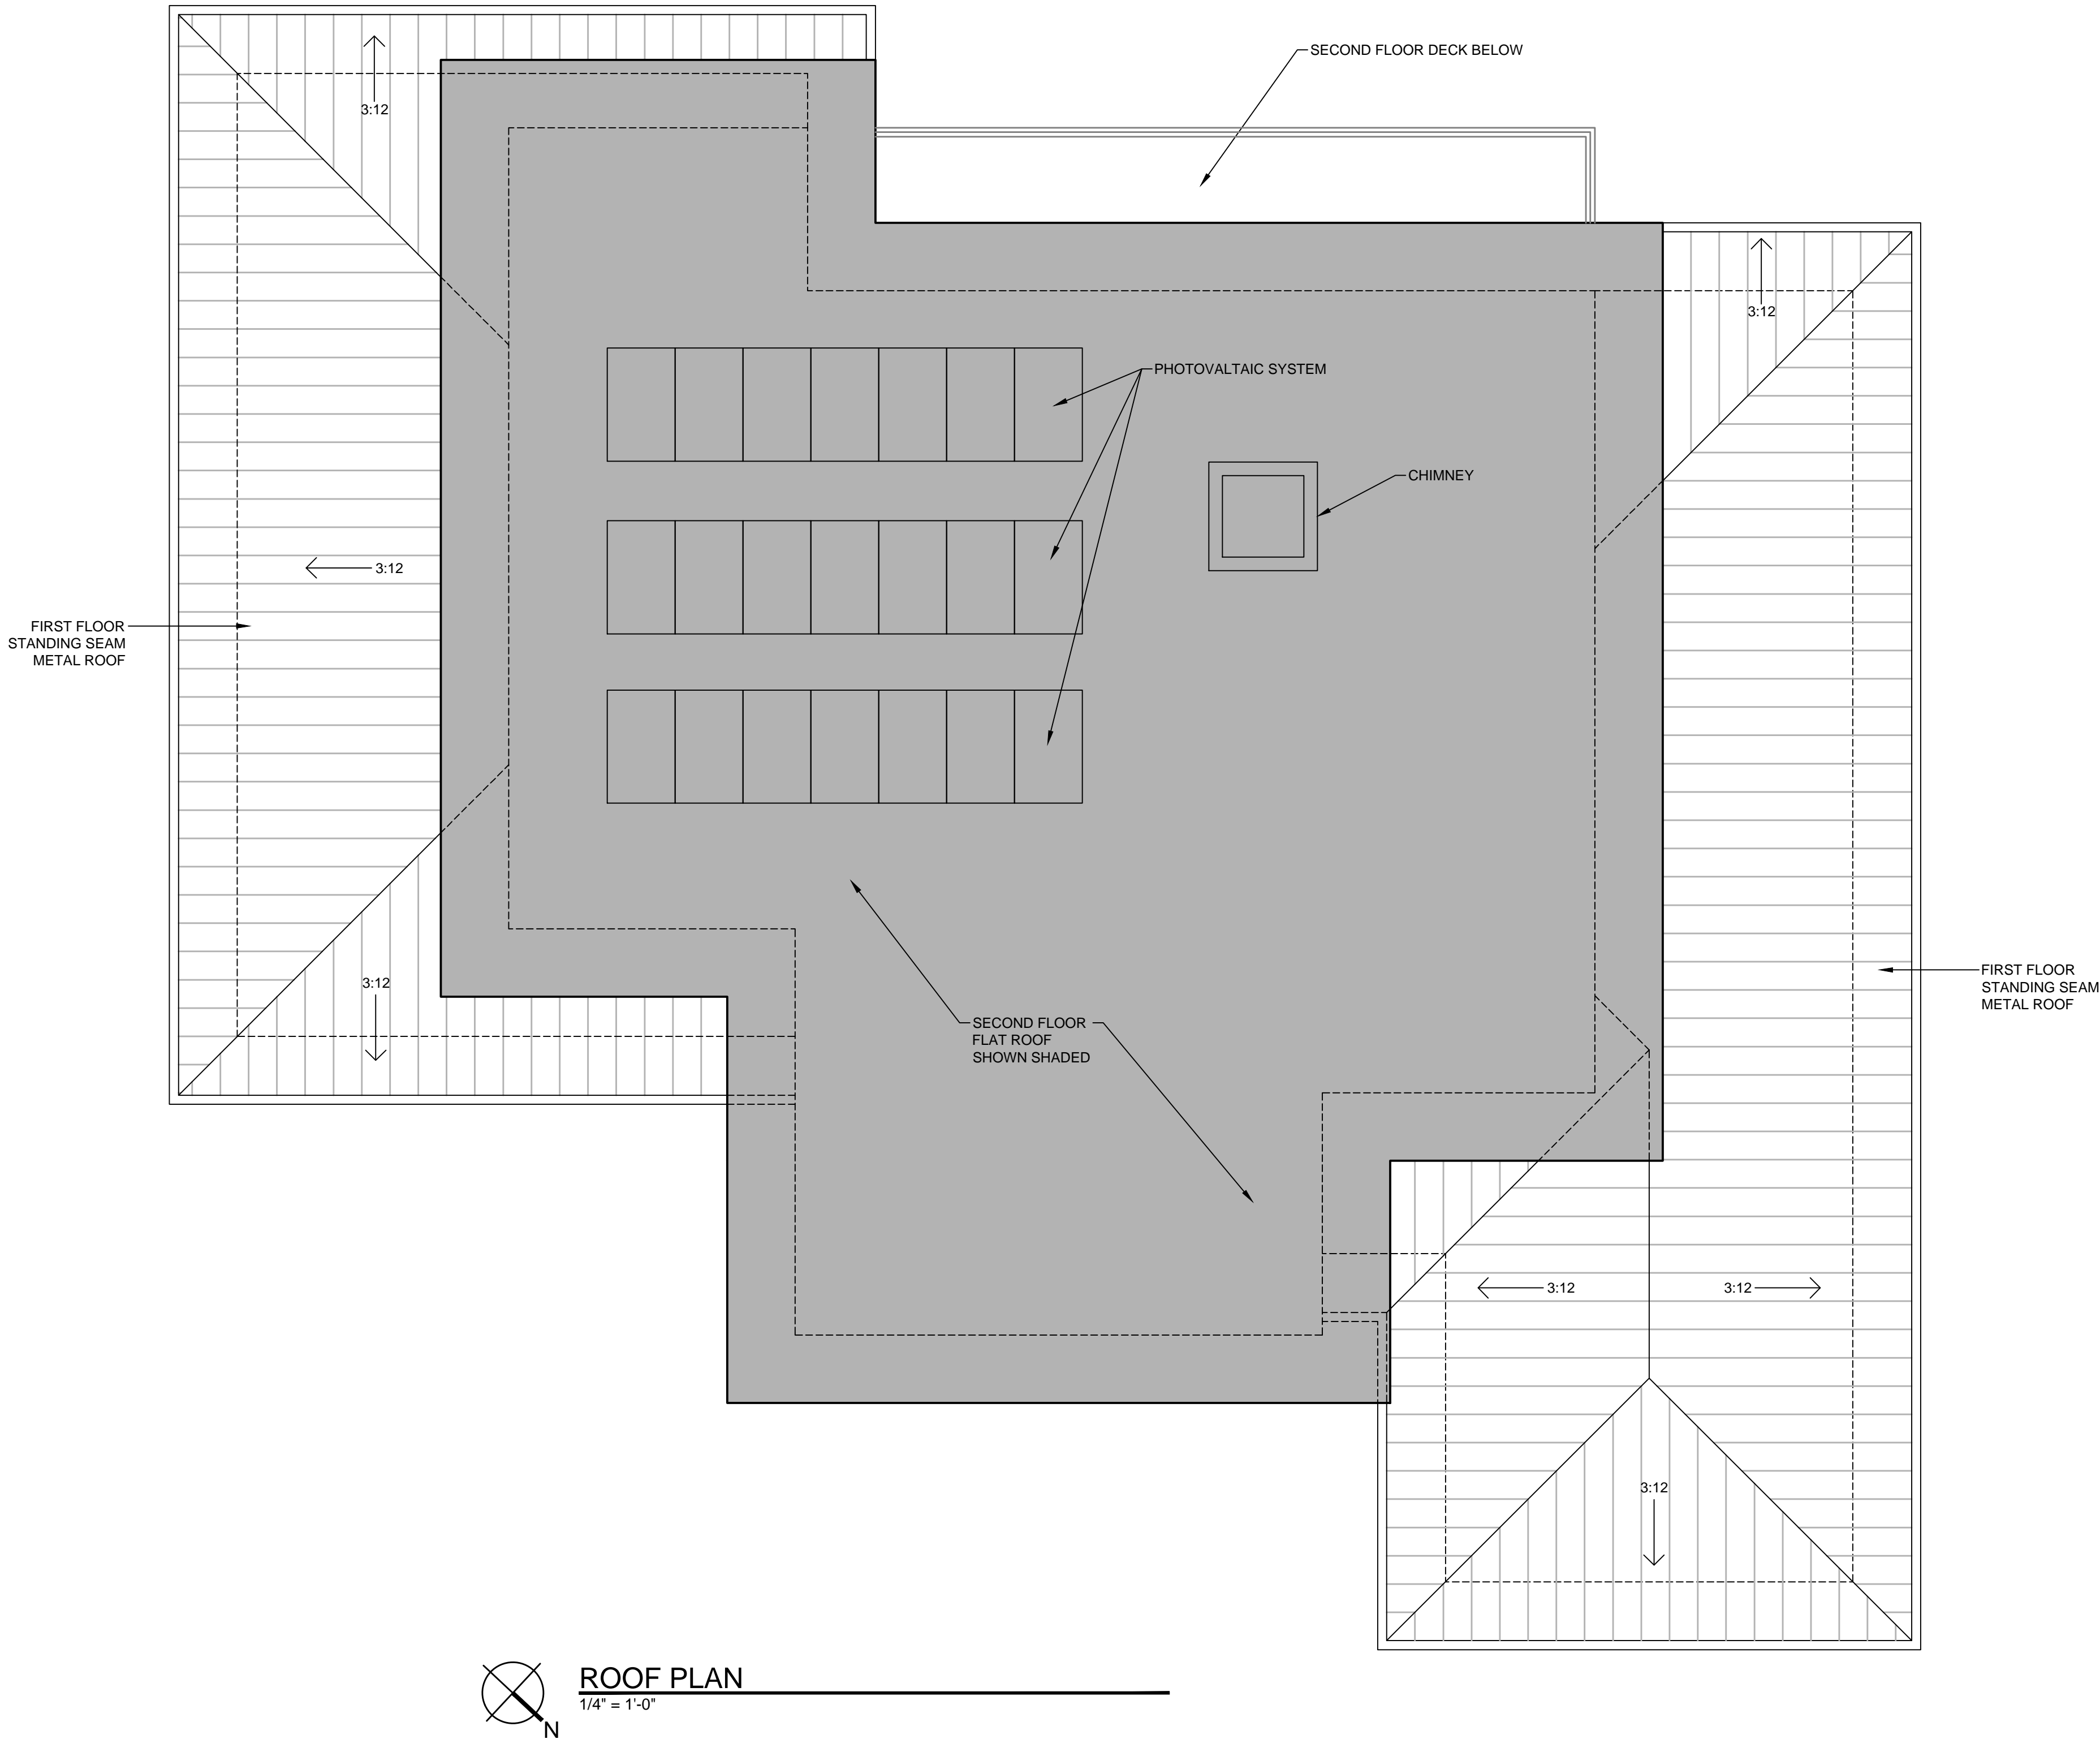 SECOND FLOOR DECK BELOW
3:12
3:12
PHOTOVALTAIC SYSTEM
CHIMNEY
3:12
FIRST FLOOR
STANDING SEAM
METAL ROOF
3:12
FIRST FLOOR
STANDING SEAM
METAL ROOF
SECOND FLOOR
FLAT ROOF
SHOWN SHADED
3:12
3:12
3:12
ROOF PLAN
1/4" = 1'-0"
N